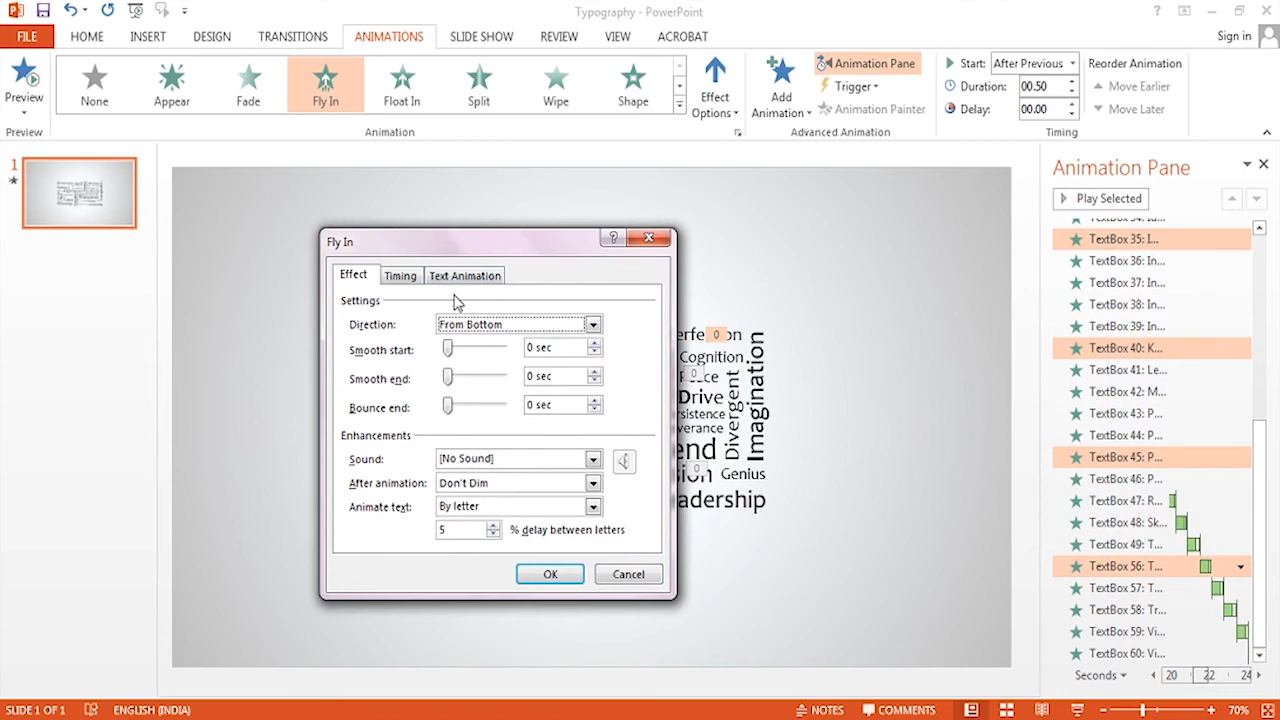 Typography - PowerPoint
FILE HOME INSERT DESIGN TRANSITIONS ANIMATIONS SLIDE SHOW REVIEW VIEW ACROBAT Sign in
Preview None Appear Fade Fly In Float In Split Wipe Shape Effect Options Add Animation
Animation Pane
Trigger
Animation Painter
Start: After Previous
Duration: 00.50
Delay: 00.00
Reorder Animation
Move Earlier
Move Later
Preview Animation Advanced Animation Timing
1
Fly In
Effect Timing Text Animation
Settings
Direction: From Bottom
Smooth start: 0 sec
Smooth end: 0 sec
Bounce end: 0 sec
Enhancements
Sound: [No Sound]
After animation: Don't Dim
Animate text: By letter
5 % delay between letters
OK Cancel
0
Cognition
0
Drive
Divergent
Imagination
0
Genius
Animation Pane
Play Selected
TextBox 35: I...
TextBox 36: In...
TextBox 37: In...
TextBox 38: In...
TextBox 39: In...
TextBox 40: K...
TextBox 41: Le...
TextBox 42: M...
TextBox 43: P...
TextBox 44: P...
TextBox 45: P...
TextBox 46: P...
TextBox 47: R...
TextBox 48: Sk...
TextBox 49: T...
TextBox 56: T...
TextBox 57: T...
TextBox 58: Tr...
TextBox 59: Vi...
TextBox 60: Vi...
Seconds 20 22 24
SLIDE 1 OF 1 ENGLISH (INDIA) NOTES COMMENTS 70%